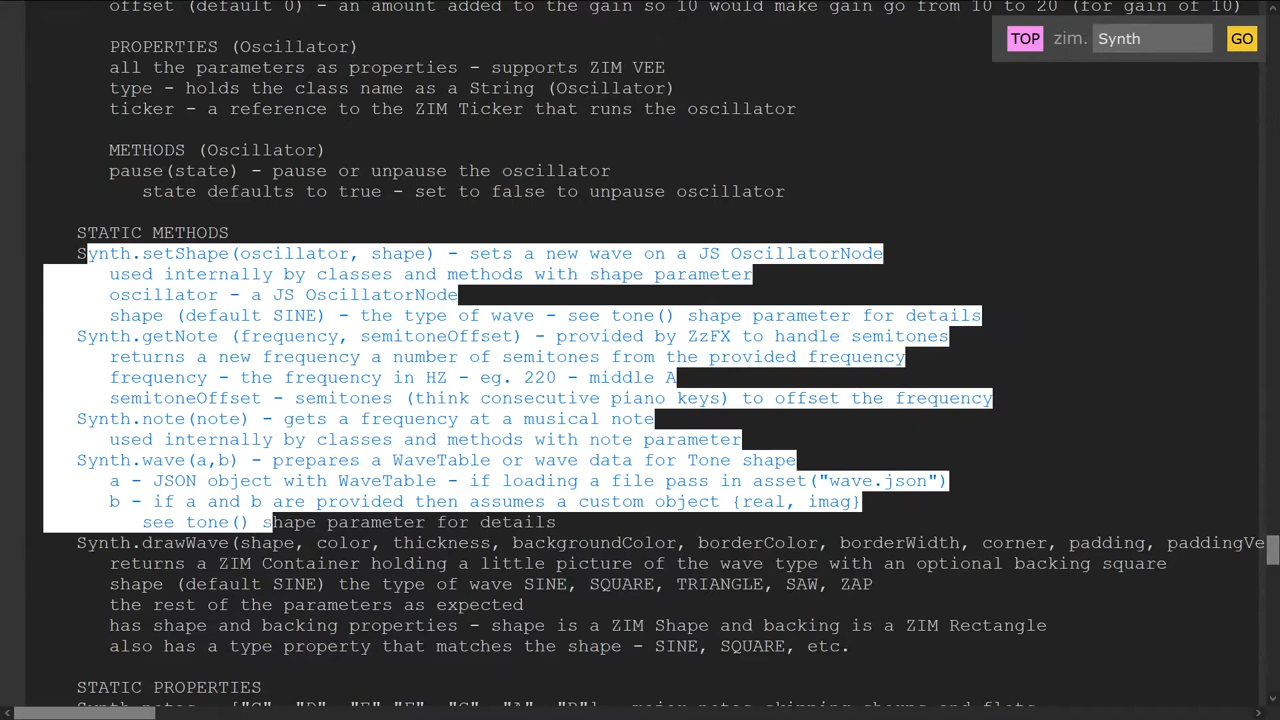 offset (default 0) - an amount added to the gain so 10 would make gain go from 10 to 20 (for gain of 10)
TOP zim. Synth GO
PROPERTIES (Oscillator)
all the parameters as properties - supports ZIM VEE
type - holds the class name as a String (Oscillator)
ticker - a reference to the ZIM Ticker that runs the oscillator
METHODS (Oscillator)
pause(state) - pause or unpause the oscillator
state defaults to true - set to false to unpause oscillator
STATIC METHODS
Synth.setShape(oscillator, shape) - sets a new wave on a JS OscillatorNode
used internally by classes and methods with shape parameter
oscillator - a JS OscillatorNode
shape (default SINE) - the type of wave - see tone() shape parameter for details
Synth.getNote (frequency, semitoneOffset) - provided by ZzFX to handle semitones
returns a new frequency a number of semitones from the provided frequency
frequency - the frequency in HZ - eg. 220 - middle A
semitoneOffset - semitones (think consecutive piano keys) to offset the frequency
Synth.note(note) - gets a frequency at a musical note
used internally by classes and methods with note parameter
Synth.wave(a,b) - prepares a WaveTable or wave data for Tone shape
a - JSON object with WaveTable - if loading a file pass in asset("wave.json")
b - if a and b are provided then assumes a custom object {real, imag}
see tone() shape parameter for details
Synth.drawWave(shape, color, thickness, backgroundColor, borderColor, borderWidth, corner, padding, paddingVe
returns a ZIM Container holding a little picture of the wave type with an optional backing square
shape (default SINE) the type of wave SINE, SQUARE, TRIANGLE, SAW, ZAP
the rest of the parameters as expected
has shape and backing properties - shape is a ZIM Shape and backing is a ZIM Rectangle
also has a type property that matches the shape - SINE, SQUARE, etc.
STATIC PROPERTIES
Synth.notes - ["C", "D", "E","F", "G", "A", "B"] - major notes skipping sharps and flats